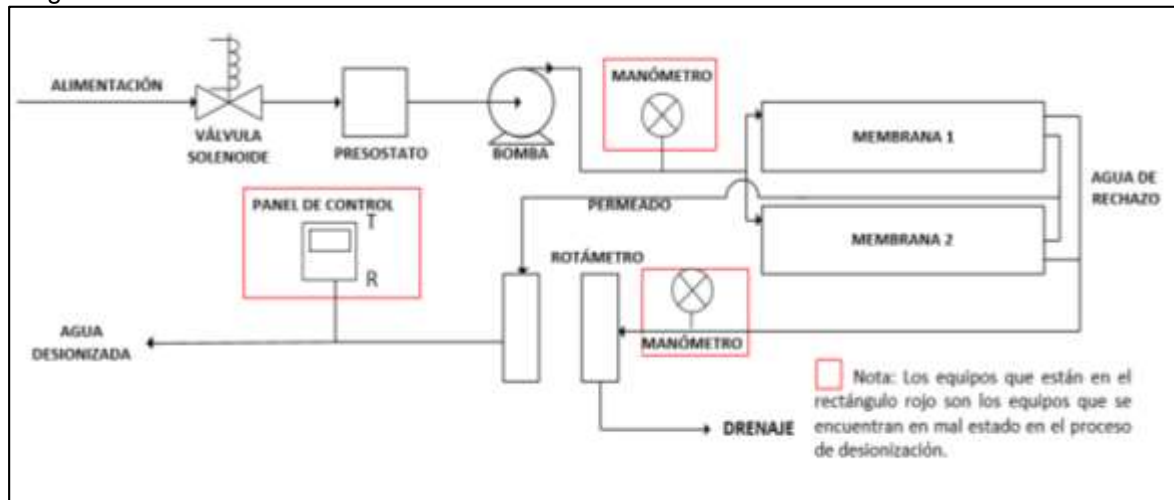 ALIMENTACIÓN
VÁLVULA
SOLENOIDE
PRESOSTATO
BOMBA
MANÓMETRO
MEMBRANA 1
AGUA DE
RECHAZO
PERMEADO
MEMBRANA 2
PANEL DE CONTROL
T
R
ROTÁMETRO
MANÓMETRO
AGUA
DESIONIZADA
DRENAJE
Nota: Los equipos que están en el
rectángulo rojo son los equipos que se
encuentran en mal estado en el proceso
de desionización.